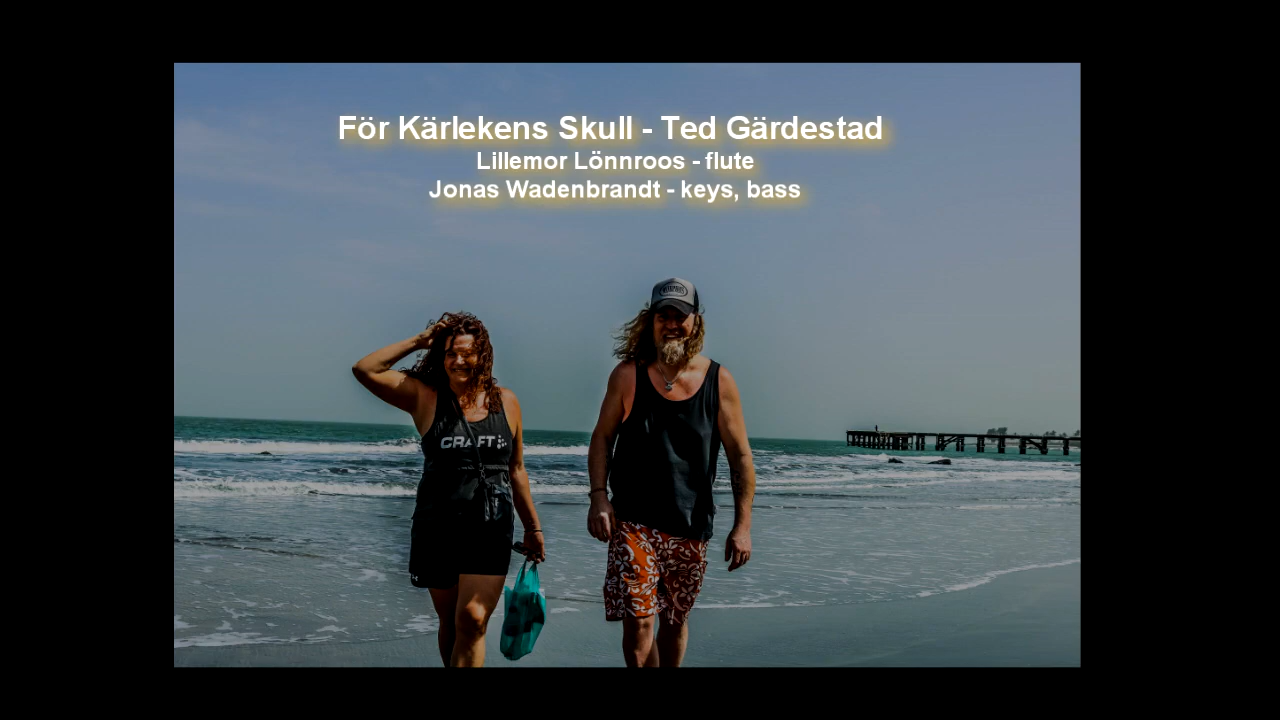 För Kärlekens Skull - Ted Gärdestad
Lillemor Lönnroos - flute
Jonas Wadenbrandt - keys, bass
CRAFT